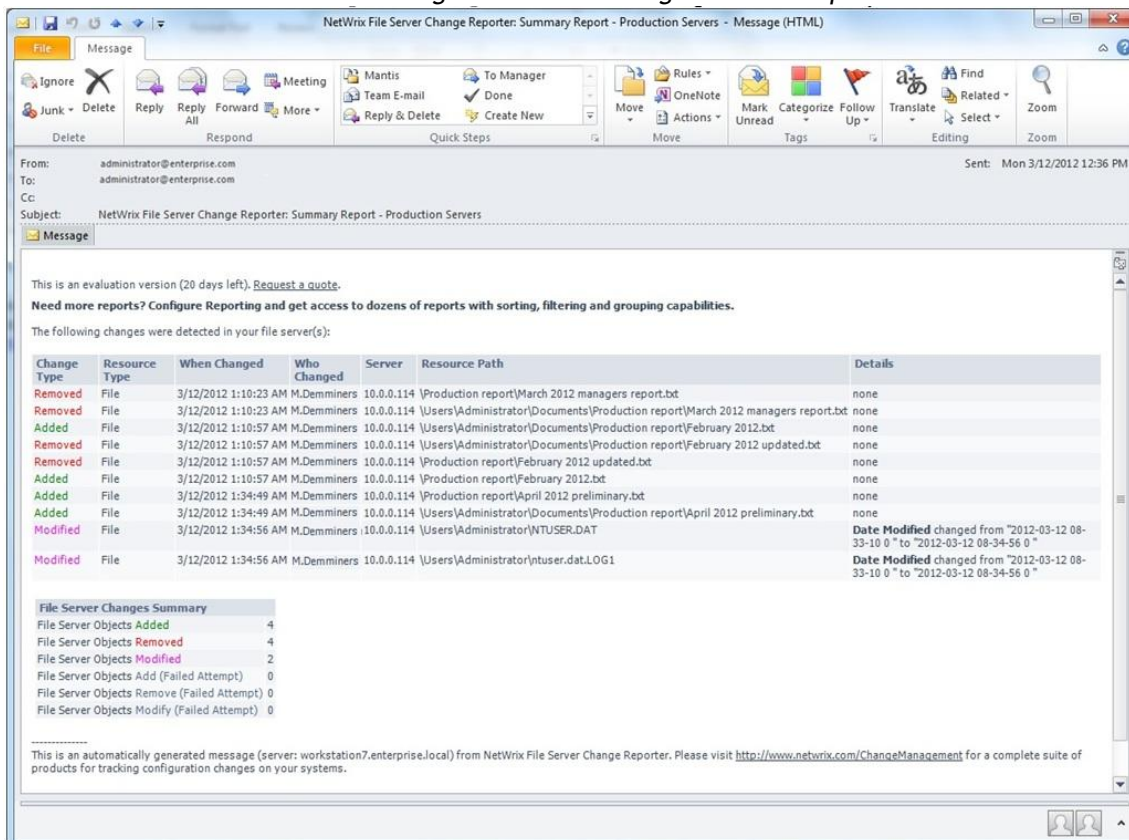 NetWrix File Server Change Reporter: Summary Report - Production Servers - Message (HTML)
File Message
Ignore
Junk
Delete
Reply
Reply All
Forward
Meeting
More
Mantis
Team E-mail
Reply & Delete
To Manager
Done
Create New
Move
Rules
OneNote
Actions
Mark Unread
Categorize
Follow Up
Translate
Find
Related
Select
Zoom
Delete Respond Quick Steps Move Tags Editing Zoom
From: administrator@enterprise.com Sent: Mon 3/12/2012 12:36 PM
To: administrator@enterprise.com
Cc:
Subject: NetWrix File Server Change Reporter: Summary Report - Production Servers
Message
This is an evaluation version (20 days left). Request a quote.
Need more reports? Configure Reporting and get access to dozens of reports with sorting, filtering and grouping capabilities.
The following changes were detected in your file server(s):
Change Type Resource Type When Changed Who Changed Server Resource Path Details
Removed File 3/12/2012 1:10:23 AM M.Demminers 10.0.0.114 \Production report\March 2012 managers report.txt none
Removed File 3/12/2012 1:10:23 AM M.Demminers 10.0.0.114 \Users\Administrator\Documents\Production report\March 2012 managers report.txt none
Added File 3/12/2012 1:10:57 AM M.Demminers 10.0.0.114 \Users\Administrator\Documents\Production report\February 2012.txt none
Removed File 3/12/2012 1:10:57 AM M.Demminers 10.0.0.114 \Users\Administrator\Documents\Production report\February 2012 updated.txt none
Removed File 3/12/2012 1:10:57 AM M.Demminers 10.0.0.114 \Production report\February 2012 updated.txt none
Added File 3/12/2012 1:10:57 AM M.Demminers 10.0.0.114 \Production report\February 2012.txt none
Added File 3/12/2012 1:34:49 AM M.Demminers 10.0.0.114 \Production report\April 2012 preliminary.txt none
Added File 3/12/2012 1:34:49 AM M.Demminers 10.0.0.114 \Users\Administrator\Documents\Production report\April 2012 preliminary.txt none
Modified File 3/12/2012 1:34:56 AM M.Demminers 10.0.0.114 \Users\Administrator\NTUSER.DAT Date Modified changed from "2012-03-12 08-
33-10 0 " to "2012-03-12 08-34-56 0 "
Modified File 3/12/2012 1:34:56 AM M.Demminers 10.0.0.114 \Users\Administrator\ntuser.dat.LOG1 Date Modified changed from "2012-03-12 08-
33-10 0 " to "2012-03-12 08-34-56 0 "
File Server Changes Summary
File Server Objects Added 4
File Server Objects Removed 4
File Server Objects Modified 2
File Server Objects Add (Failed Attempt) 0
File Server Objects Remove (Failed Attempt) 0
File Server Objects Modify (Failed Attempt) 0
-------------
This is an automatically generated message (server: workstation7.enterprise.local) from NetWrix File Server Change Reporter. Please visit http://www.netwrix.com/ChangeManagement for a complete suite of
products for tracking configuration changes on your systems.